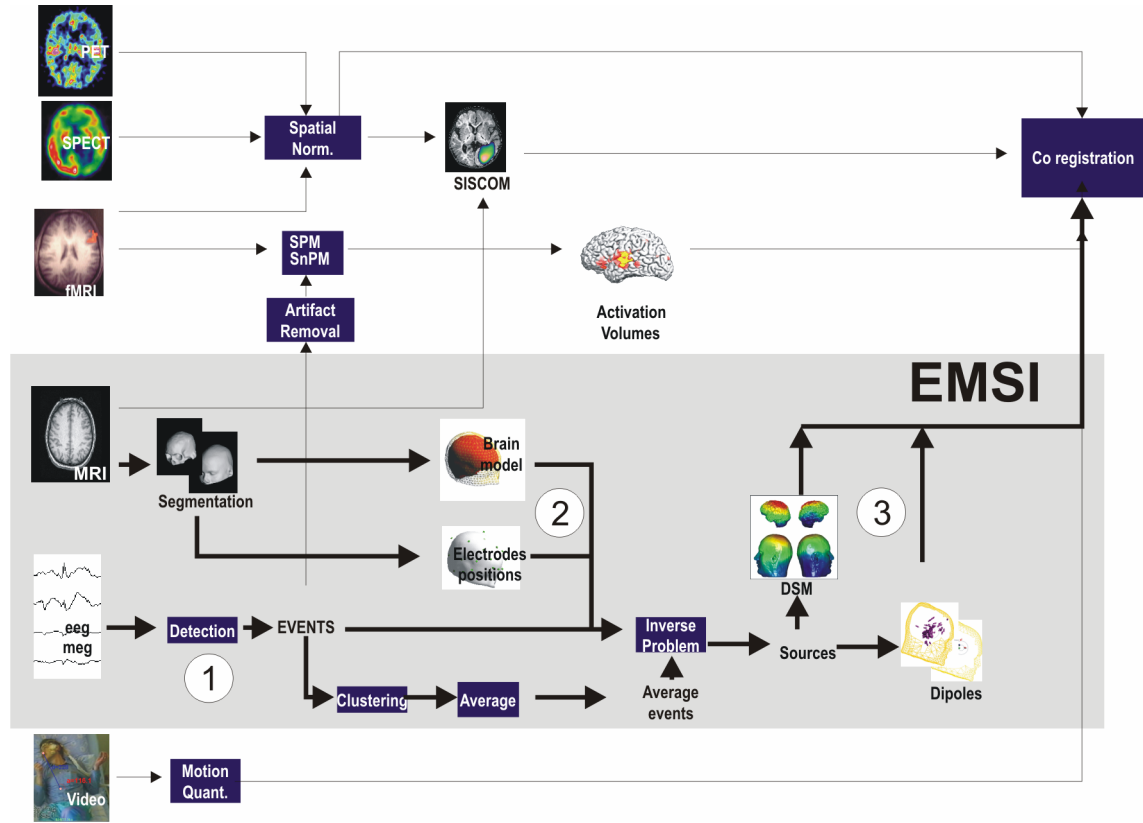 PET
SPECT
Spatial
Norm.
SISCOM
Co registration
fMRI
SPM
SnPM
Artifact
Removal
Activation
Volumes
EMSI
MRI
Segmentation
Brain
model
2
Electrodes
positions
3
DSM
eeg
meg
Detection
EVENTS
1
Clustering
Average
Inverse
Problem
Average
events
Sources
Dipoles
Video
Motion
Quant.